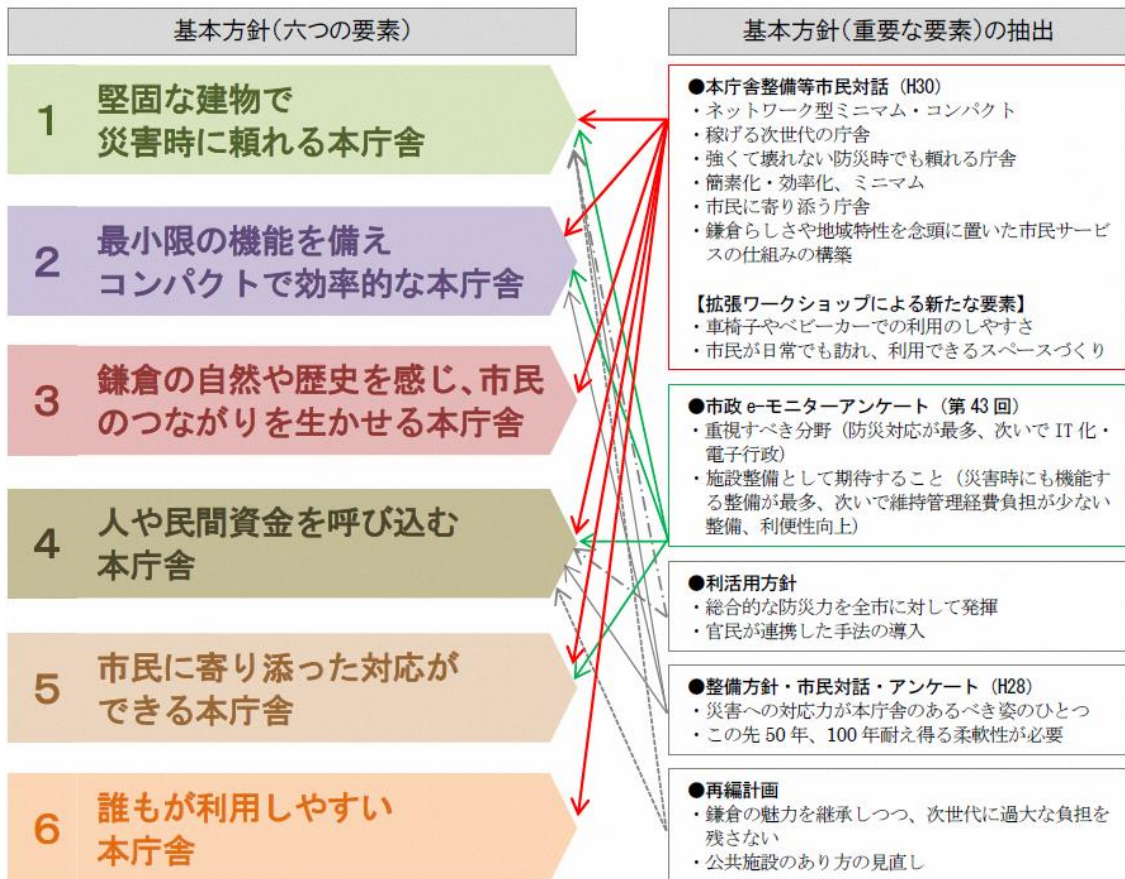 基本方針（六つの要素）
1
堅固な建物で
災害時に頼れる本庁舎
2
最小限の機能を備え
コンパクトで効率的な本庁舎
3
鎌倉の自然や歴史を感じ、市民
のつながりを生かせる本庁舎
4
人や民間資金を呼び込む
本庁舎
5
市民に寄り添った対応が
できる本庁舎
6
誰もが利用しやすい
本庁舎
基本方針（重要な要素）の抽出
●本庁舎整備等市民対話（H30）
・ネットワーク型ミニマム・コンパクト
・稼げる次世代の庁舎
・強くて壊れない防災時でも頼れる庁舎
・簡素化・効率化、ミニマム
・市民に寄り添う庁舎
・鎌倉らしさや地域特性を念頭に置いた市民サービ
スの仕組みの構築
【拡張ワークショップによる新たな要素】
・車椅子やベビーカーでの利用のしやすさ
・市民が日常でも訪れ、利用できるスペースづくり
●市政 e-モニターアンケート（第 43 回）
・重視すべき分野（防災対応が最多、次いで IT 化・
電子行政）
・施設整備として期待すること（災害時にも機能す
る整備が最多、次いで維持管理経費負担が少ない
整備、利便性向上）
●利活用方針
・総合的な防災力を全市に対して発揮
・官民が連携した手法の導入
●整備方針・市民対話・アンケート（H28）
・災害への対応力が本庁舎のあるべき姿のひとつ
・この先 50 年、100 年耐え得る柔軟性が必要
●再編計画
・鎌倉の魅力を継承しつつ、次世代に過大な負担を
残さない
・公共施設のあり方の見直し